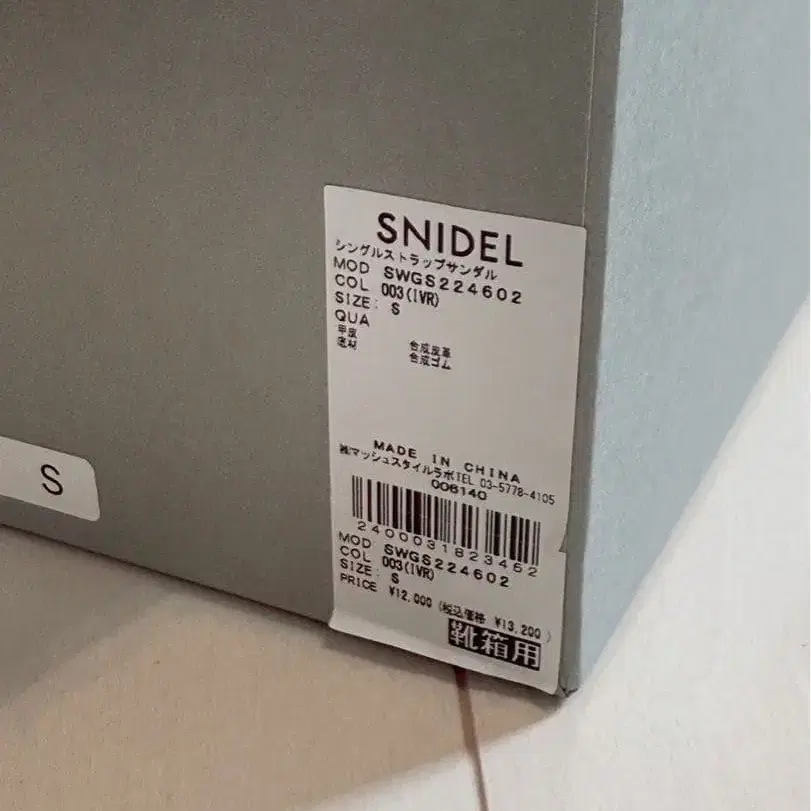 SNIDEL
シングルストラップサンダル
MOD SWGS224602
COL 003(IVR)
SIZE: S
QUA
甲皮 合成皮革
底材 合成ゴム
MADE IN CHINA
㈱マッシュスタイルラボTEL 03-5778-4105
006140
2400031823462
MOD SWGS224602
COL 003(IVR)
SIZE: S
PRICE ¥12,000 (税込価格 ¥13,200)
靴箱用
S